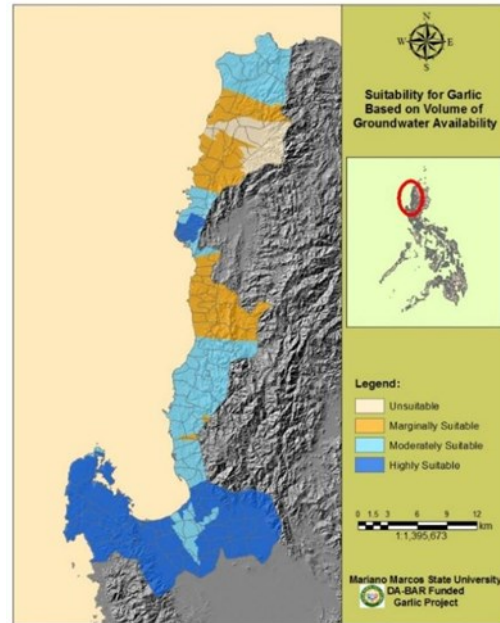 N
W E
S
Suitability for Garlic
Based on Volume of
Groundwater Availability
Legend:
Unsuitable
Marginally Suitable
Moderately Suitable
Highly Suitable
0 1.5 3 6 9 12
km
1:1,395,673
Mariano Marcos State University
DA-BAR Funded
Garlic Project